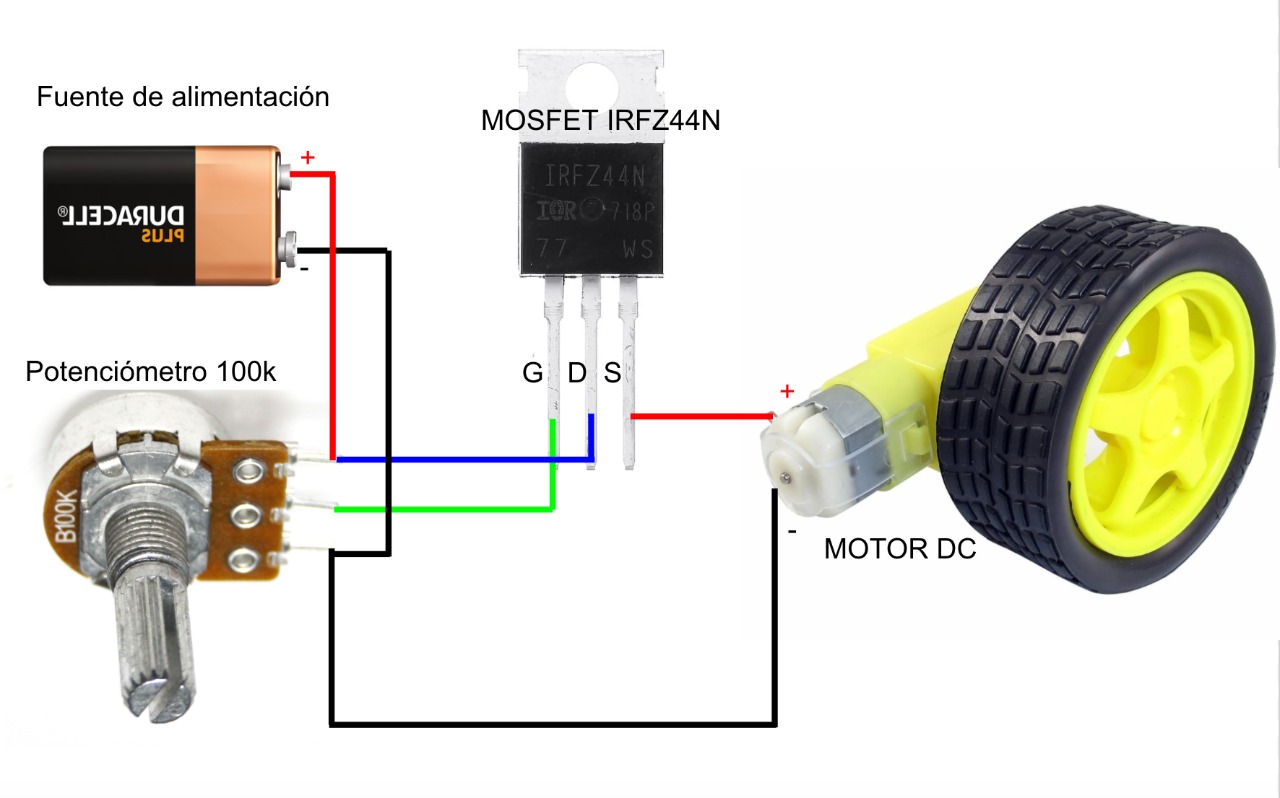 Fuente de alimentación
MOSFET IRFZ44N
+
DURACELL®
PLUS
-
IRFZ44N
IOR 718P
77 WS
Potenciómetro 100k
G D S
+
B100K
-
MOTOR DC